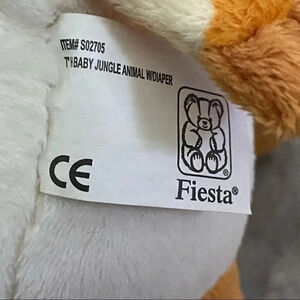 ITEM# S02705
7" BABY JUNGLE ANIMAL W/DIAPER
CE
Fiesta®